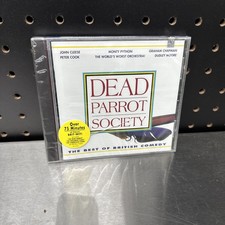 JOHN CLEESE
MONTY PYTHON
GRAHAM CHAPMAN
PETER COOK
THE WORLD'S WORST ORCHESTRA
DUDLEY MOORE
DEAD
PARROT
SOCIETY
Over
75 Minutes
THE BEST OF BRITISH COMEDY